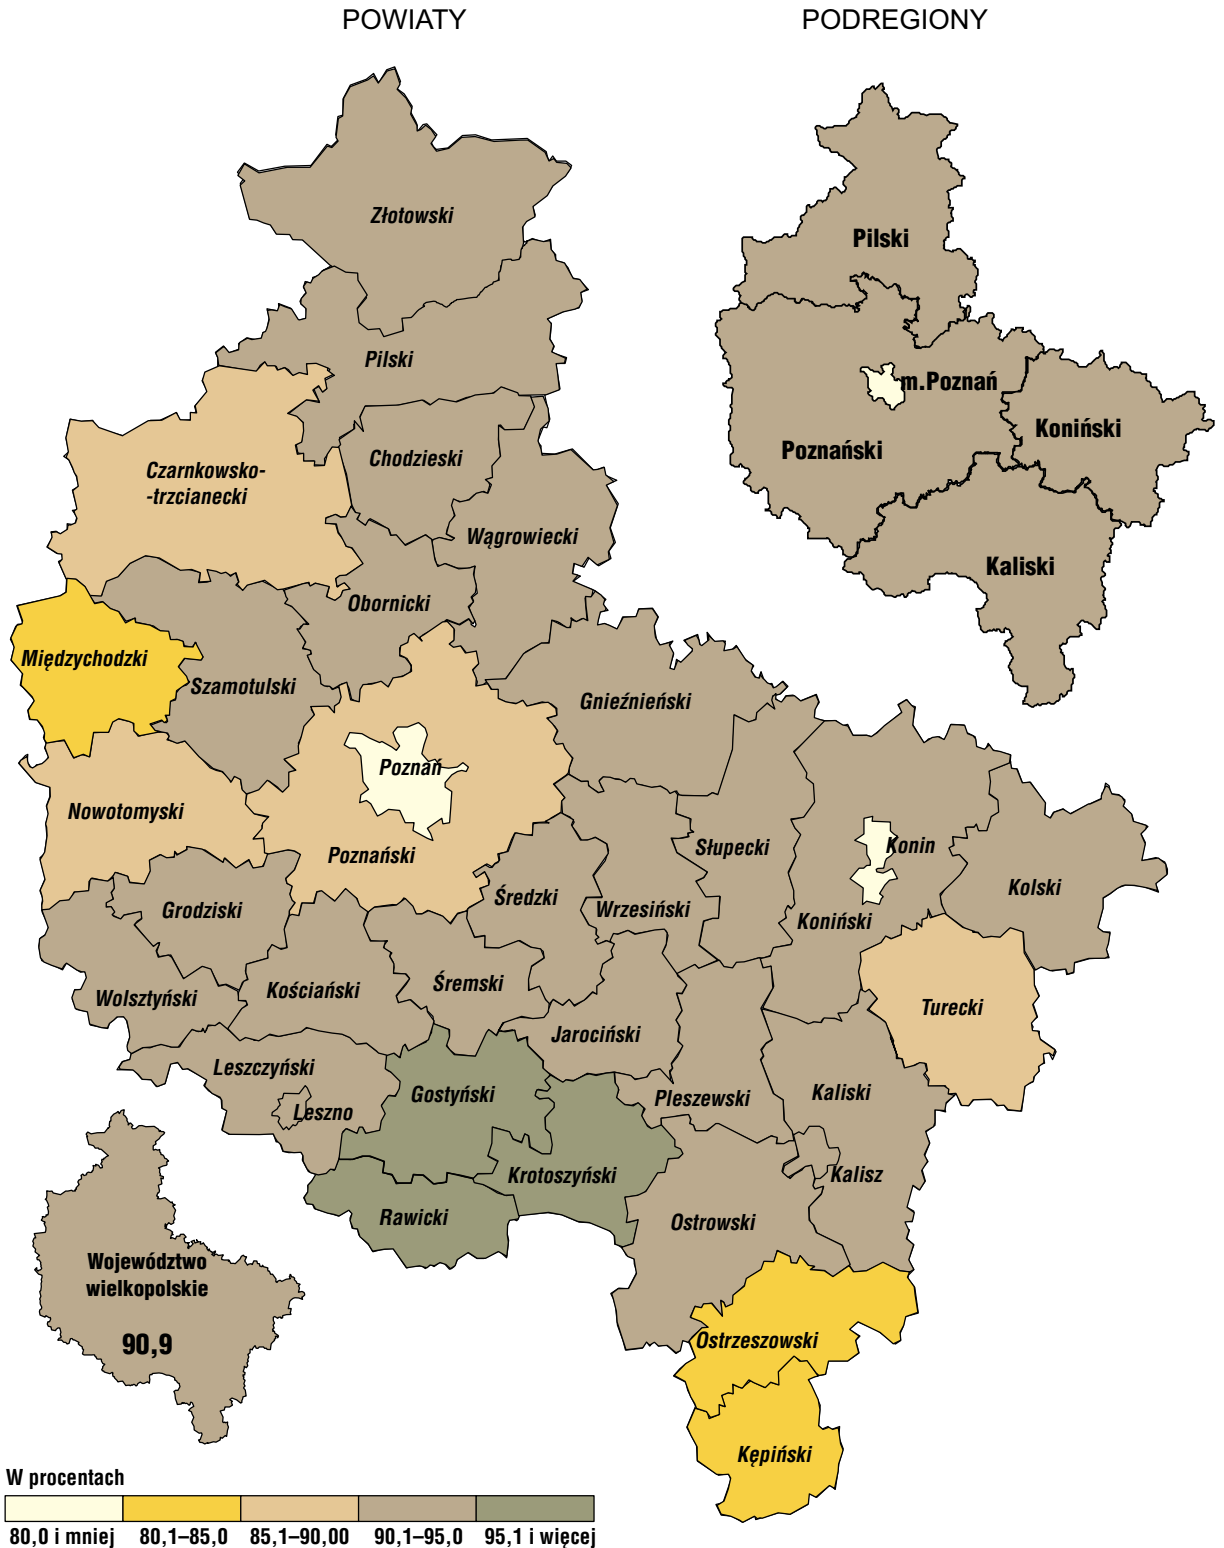 POWIATY
PODREGIONY
Złotowski
Pilski
Czarnkowsko-
-trzcianecki
Chodzieski
Wągrowiecki
Obornicki
Międzychodzki
Szamotulski
Gnieźnieński
Poznań
Nowotomyski
Poznański
Słupecki
Konin
Kolski
Średzki
Wrzesiński
Grodziski
Koniński
Wolsztyński
Kościański
Śremski
Turecki
Jarociński
Leszczyński
Gostyński
Pleszewski
Kaliski
Leszno
Krotoszyński
Kalisz
Rawicki
Ostrowski
Ostrzeszowski
Kępiński
Pilski
m.Poznań
Poznański
Koniński
Kaliski
Województwo
wielkopolskie
90,9
W procentach
80,0 i mniej
80,1–85,0
85,1–90,00
90,1–95,0
95,1 i więcej